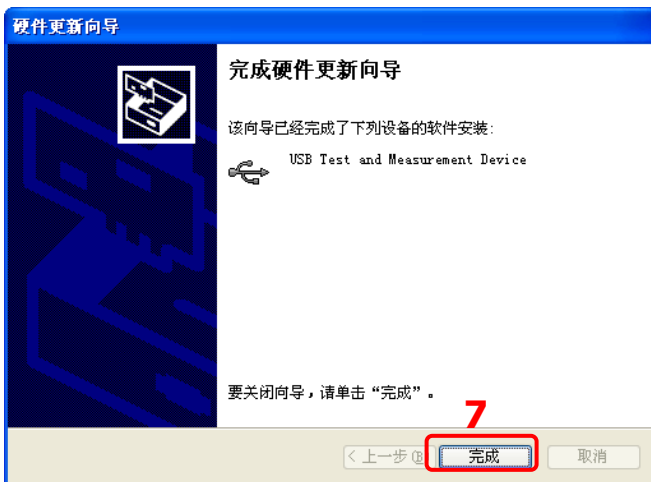 硬件更新向导
完成硬件更新向导
该向导已经完成了下列设备的软件安装:
USB Test and Measurement Device
要关闭向导，请单击“完成”。
7
< 上一步(B) 完成 取消